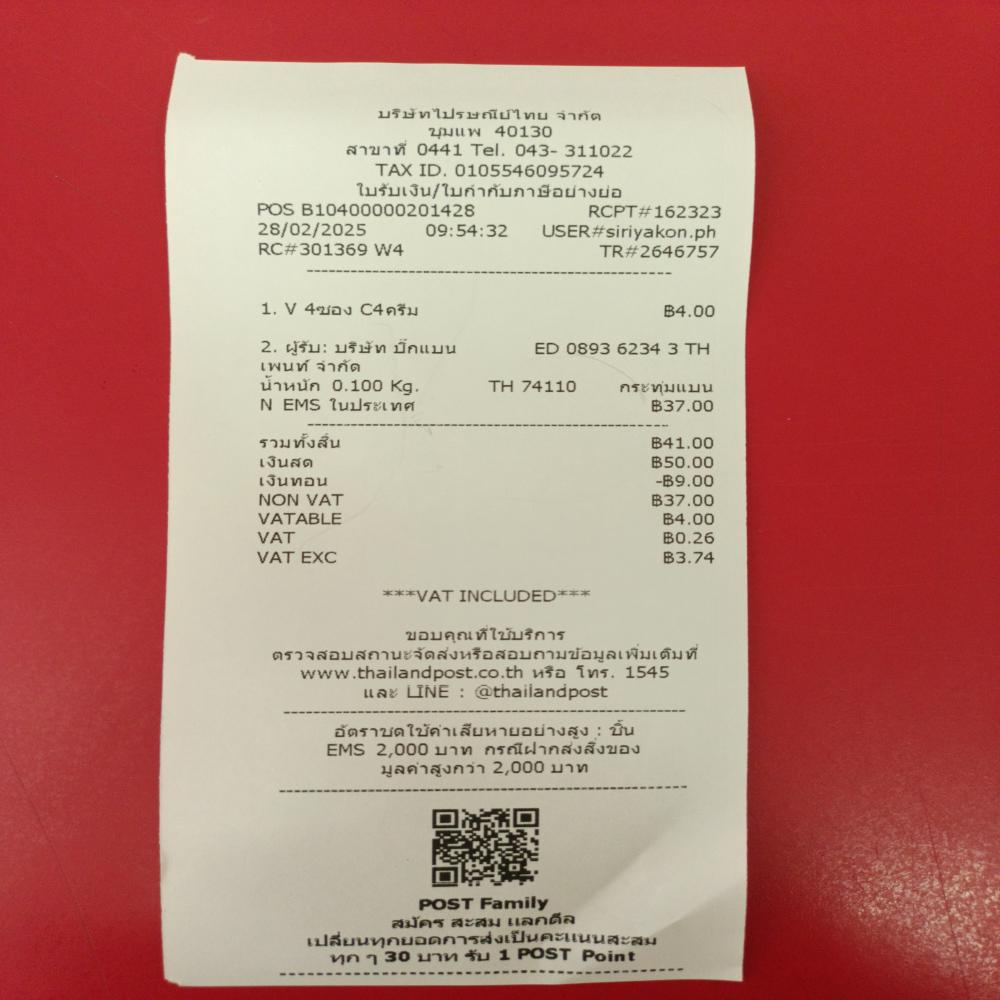 บริษัทไปรษณีย์ไทย จำกัด
ชุมแพ 40130
สาขาที่ 0441 Tel. 043- 311022
TAX ID. 0105546095724
ใบรับเงิน/ใบกำกับภาษีอย่างย่อ
POS B10400000201428 RCPT#162323
28/02/2025 09:54:32 USER#siriyakon.ph
RC#301369 W4 TR#2646757
1. V 4ซอง C4ครีม ฿4.00
2. ผู้รับ: บริษัท บิ๊กแบน ED 0893 6234 3 TH
เพนท์ จำกัด
น้ำหนัก 0.100 Kg. TH 74110 กระทุ่มแบน
N EMS ในประเทศ ฿37.00
รวมทั้งสิ้น ฿41.00
เงินสด ฿50.00
เงินทอน -฿9.00
NON VAT ฿37.00
VATABLE ฿4.00
VAT ฿0.26
VAT EXC ฿3.74
***VAT INCLUDED***
ขอบคุณที่ใช้บริการ
ตรวจสอบสถานะจัดส่งหรือสอบถามข้อมูลเพิ่มเติมที่
www.thailandpost.co.th หรือ โทร. 1545
และ LINE : @thailandpost
อัตราชดใช้ค่าเสียหายอย่างสูง : ชิ้น
EMS 2,000 บาท กรณีฝากส่งสิ่งของ
มูลค่าสูงกว่า 2,000 บาท
POST Family
สมัคร สะสม แลกดีล
เปลี่ยนทุกยอดการส่งเป็นคะแนนสะสม
ทุก ๆ 30 บาท รับ 1 POST Point